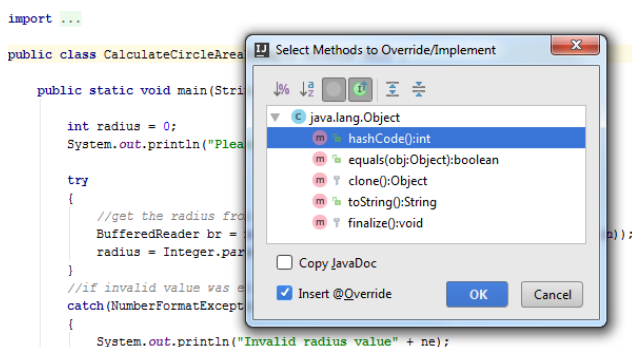 import ...
public class CalculateCircleArea
public static void main(Stri
int radius = 0;
System.out.println("Plea
try
{
//get the radius fro
BufferedReader br =
n));
radius = Integer.par
}
//if invalid value was e
catch(NumberFormatExcept
{
System.out.println("Invalid radius value" + ne);
Select Methods to Override/Implement
java.lang.Object
hashCode():int
equals(obj:Object):boolean
clone():Object
toString():String
finalize():void
Copy JavaDoc
Insert @Override
OK
Cancel